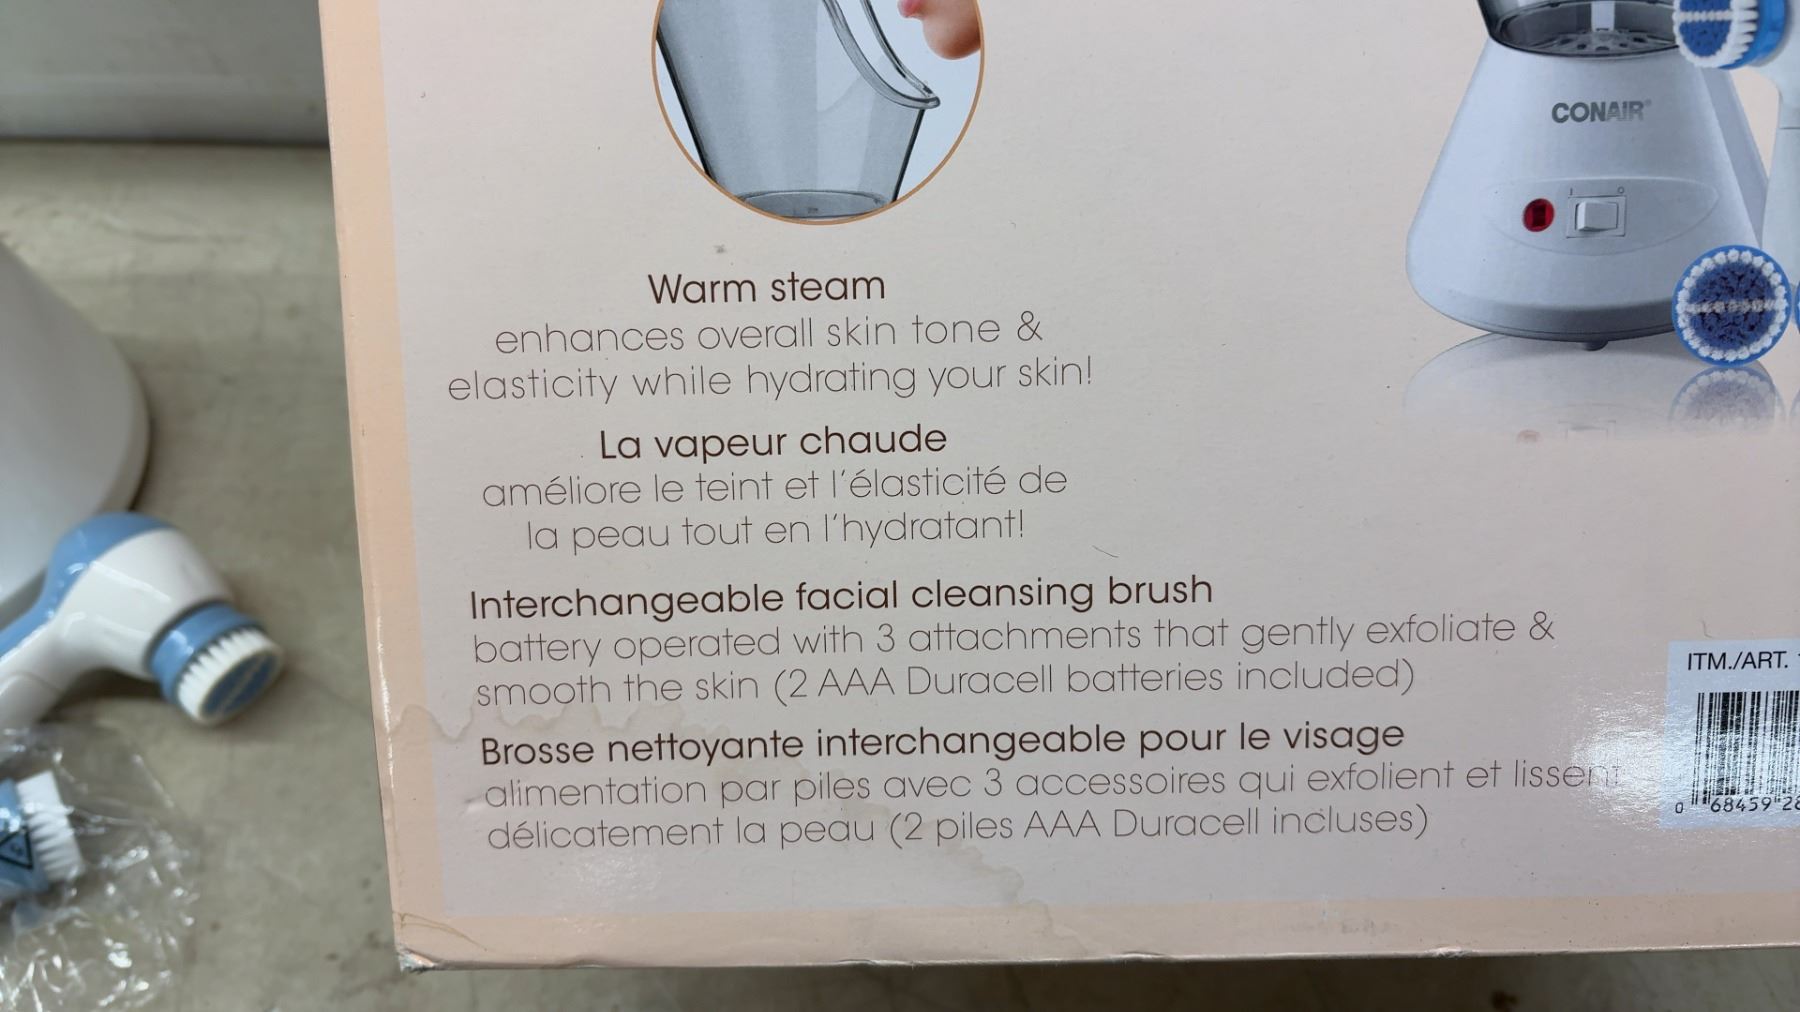 CONAIR
Warm steam
enhances overall skin tone &
elasticity while hydrating your skin!
La vapeur chaude
améliore le teint et l'élasticité de
la peau tout en l'hydratant!
Interchangeable facial cleansing brush
battery operated with 3 attachments that gently exfoliate &
smooth the skin (2 AAA Duracell batteries included)
Brosse nettoyante interchangeable pour le visage
alimentation par piles avec 3 accessoires qui exfolient et lissent
délicatement la peau (2 piles AAA Duracell incluses)
ITM./ART.
0 68459 28